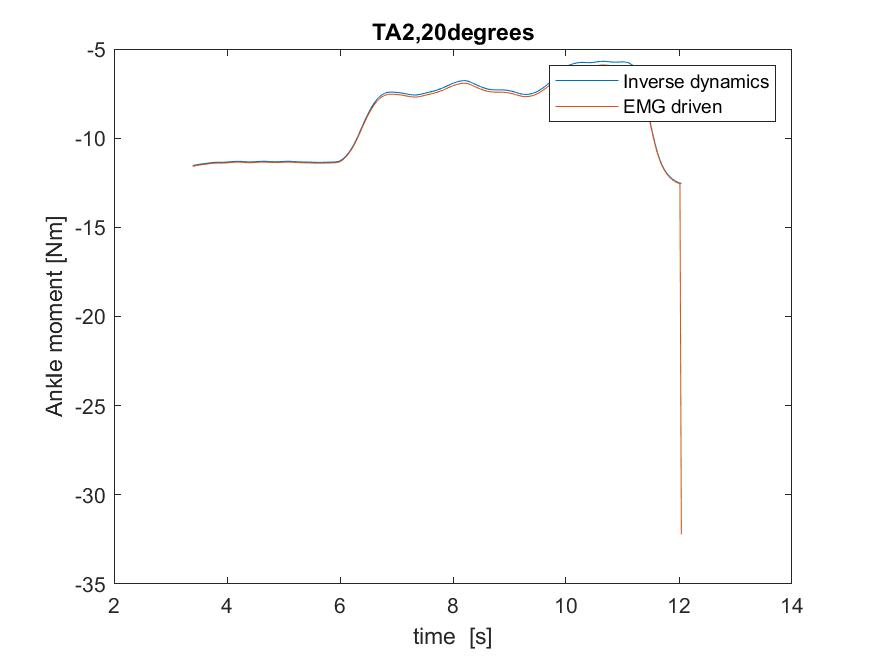 TA2,20degrees
-5
-10
-15
-20
-25
-30
-35
2 4 6 8 10 12 14
Ankle moment [Nm]
time [s]
Inverse dynamics
EMG driven